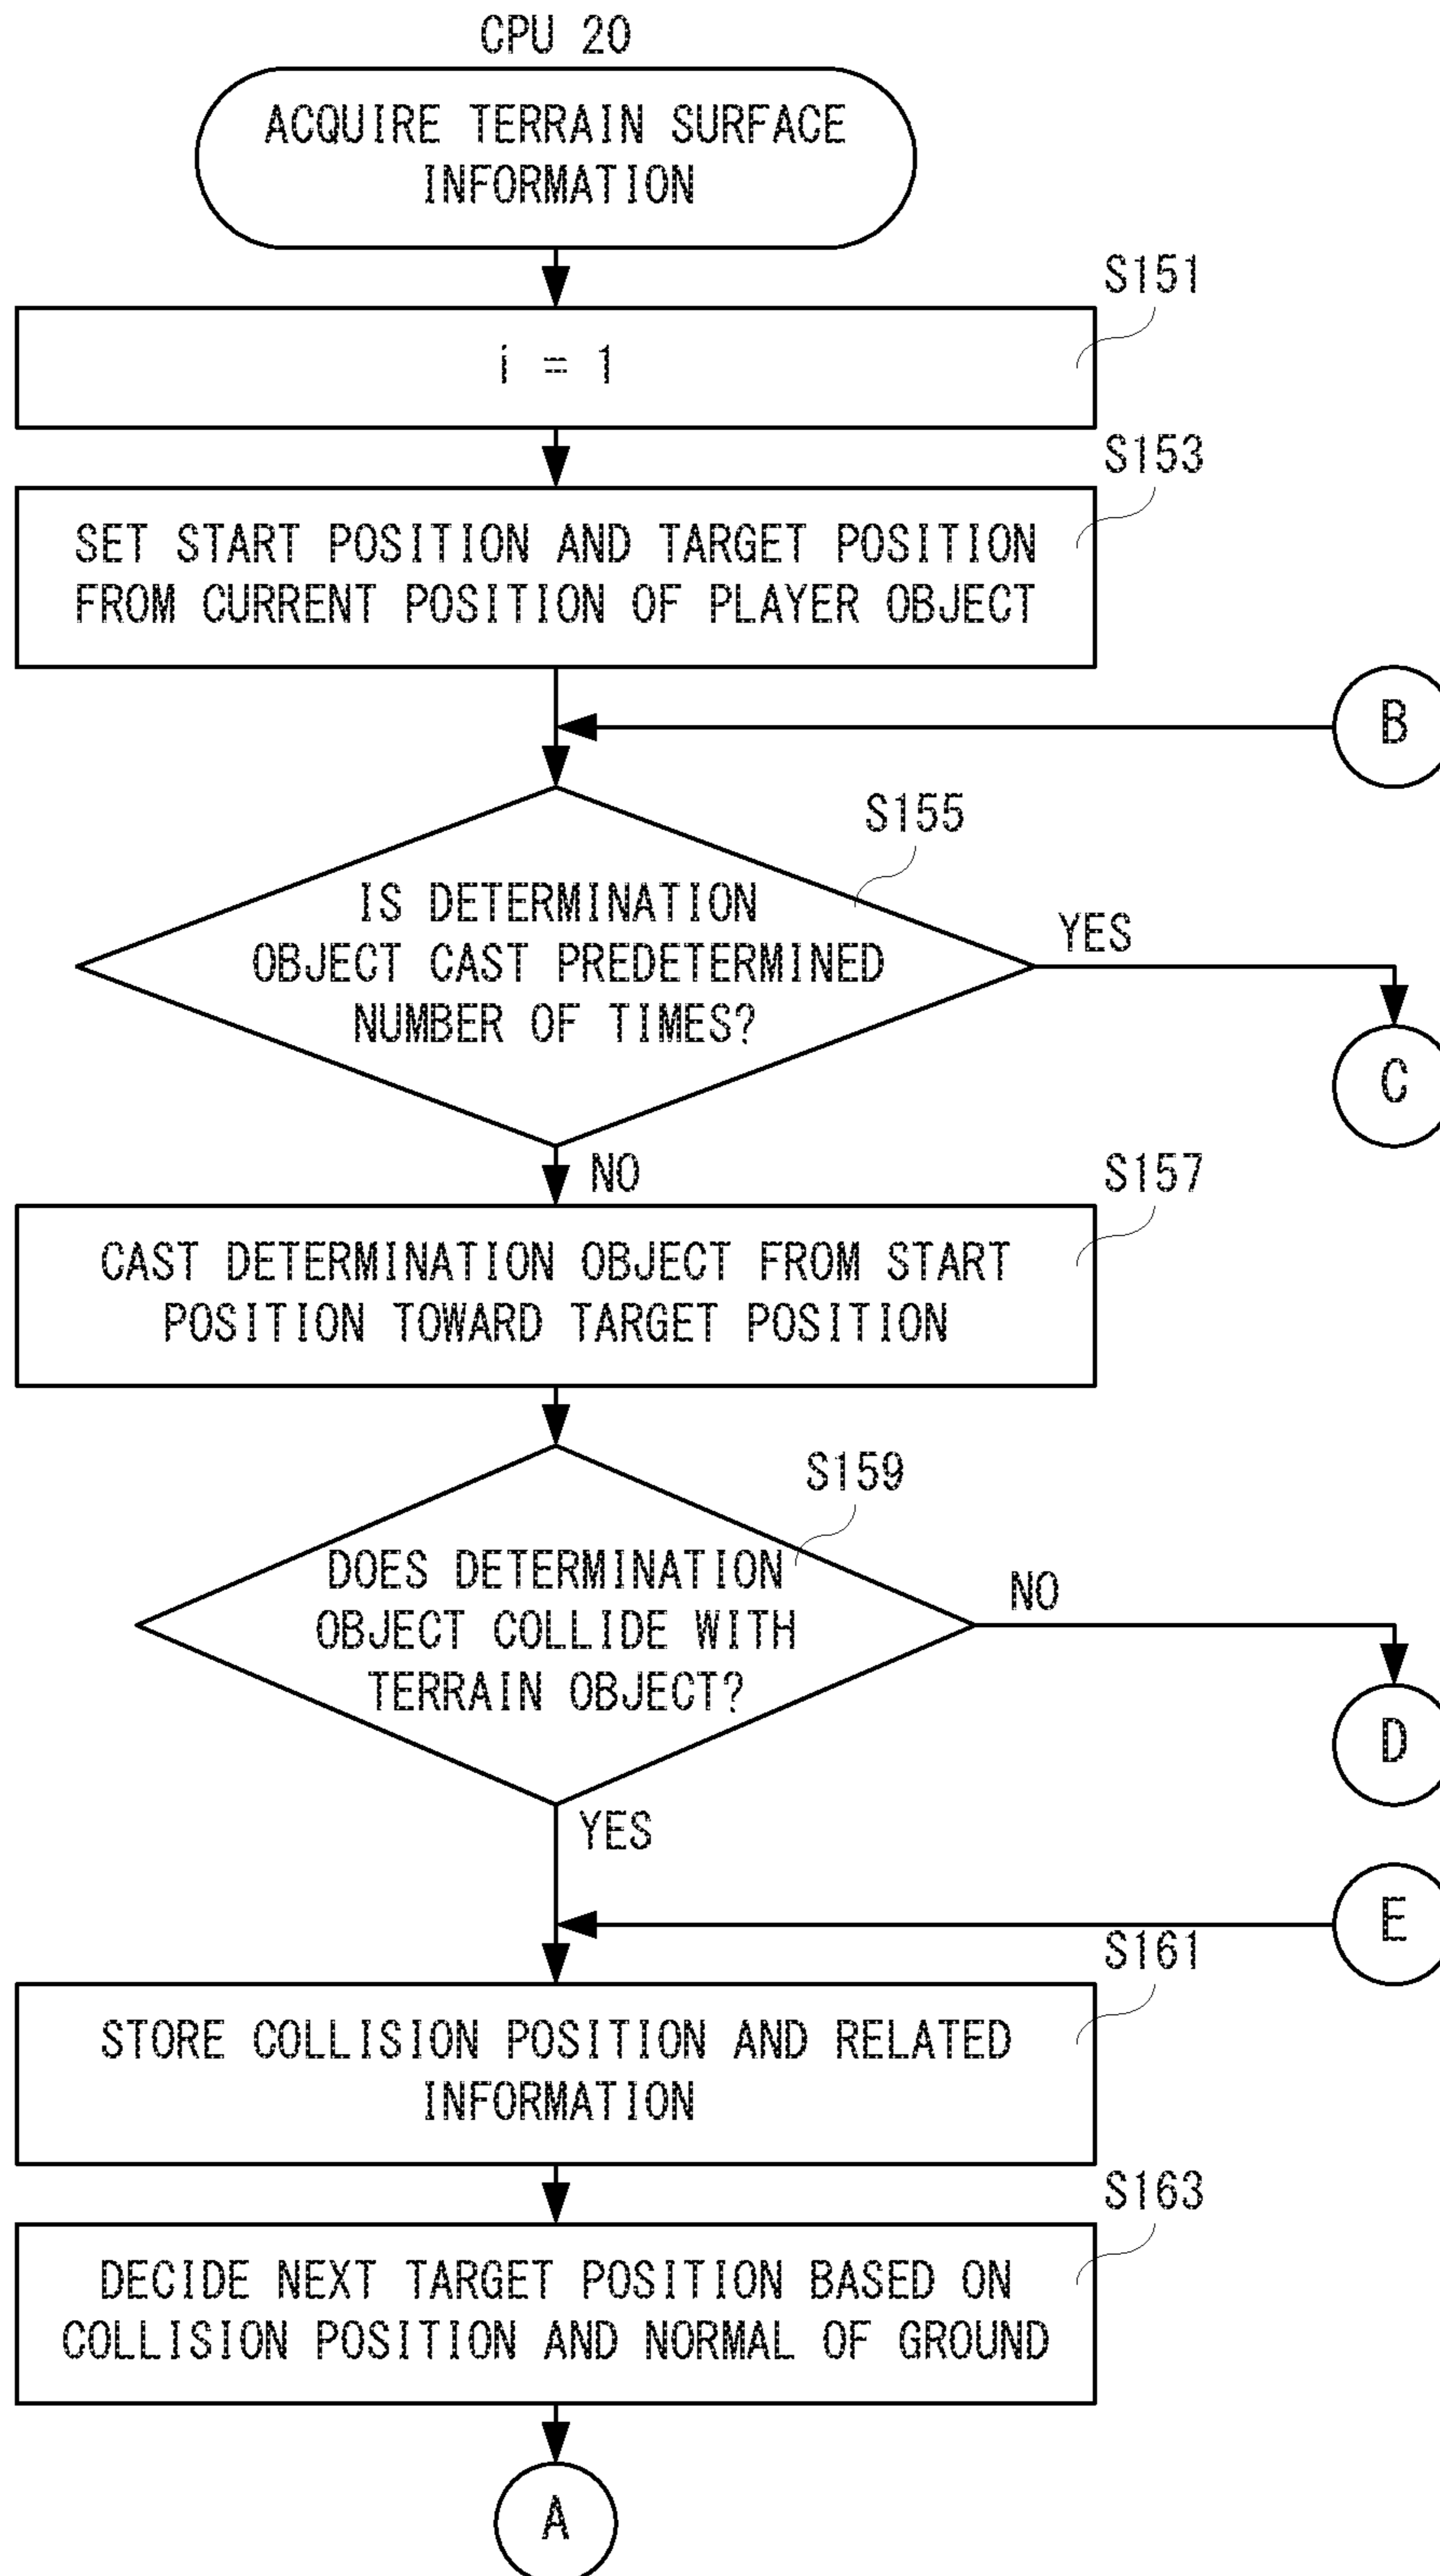 CPU 20
ACQUIRE TERRAIN SURFACE
INFORMATION
S151
i = 1
S153
SET START POSITION AND TARGET POSITION
FROM CURRENT POSITION OF PLAYER OBJECT
B
S155
IS DETERMINATION
OBJECT CAST PREDETERMINED
NUMBER OF TIMES?
YES
C
NO
S157
CAST DETERMINATION OBJECT FROM START
POSITION TOWARD TARGET POSITION
S159
DOES DETERMINATION
OBJECT COLLIDE WITH
TERRAIN OBJECT?
NO
D
YES
E
S161
STORE COLLISION POSITION AND RELATED
INFORMATION
S163
DECIDE NEXT TARGET POSITION BASED ON
COLLISION POSITION AND NORMAL OF GROUND
A